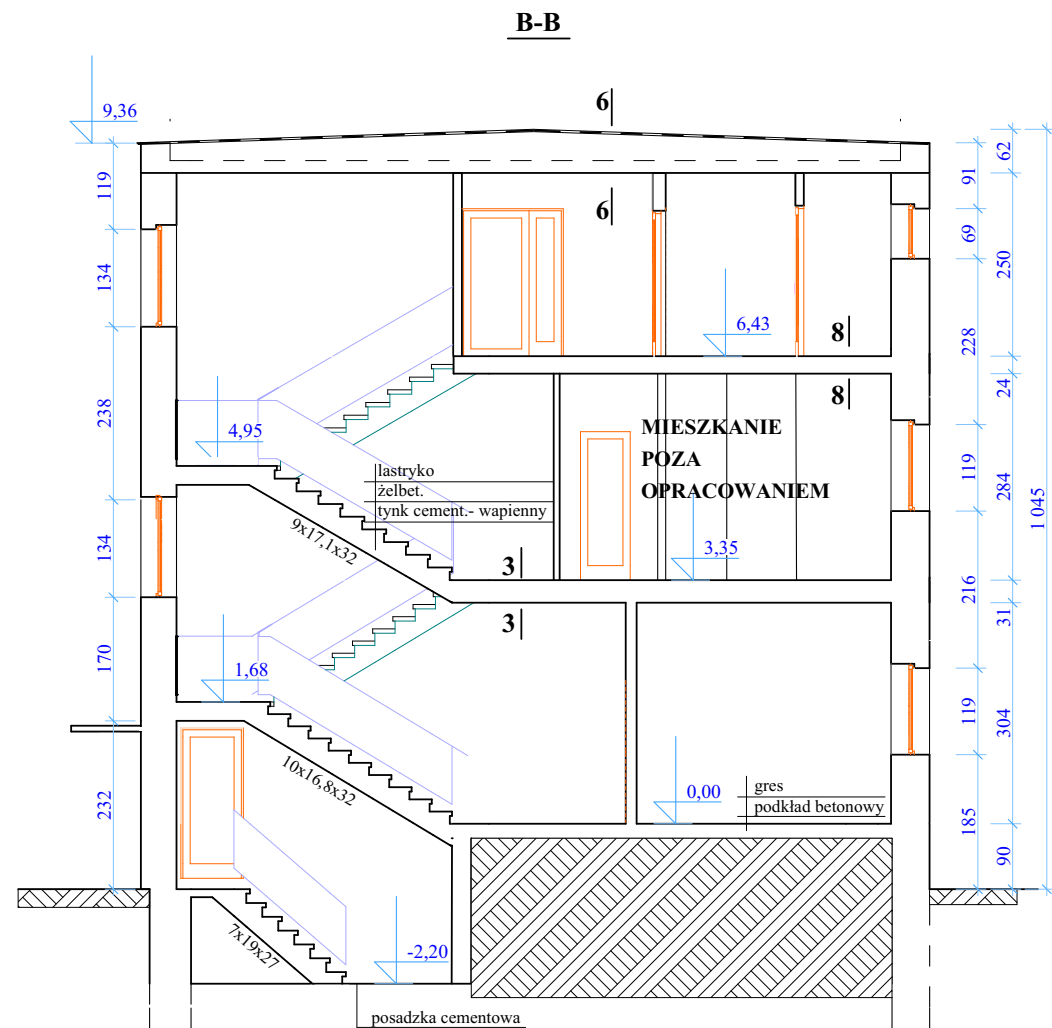 B-B
9,36
6
62
119
91
6
69
134
250
6,43
8
228
24
8
238
4,95
MIESZKANIE
POZA
OPRACOWANIEM
lastryko
żelbet.
tynk cement.- wapienny
119
284
1 045
9x17,1x32
134
3
3,35
216
31
3
170
1,68
119
304
10x16,8x32
0,00
gres
podkład betonowy
232
185
90
7x19x27
-2,20
posadzka cementowa